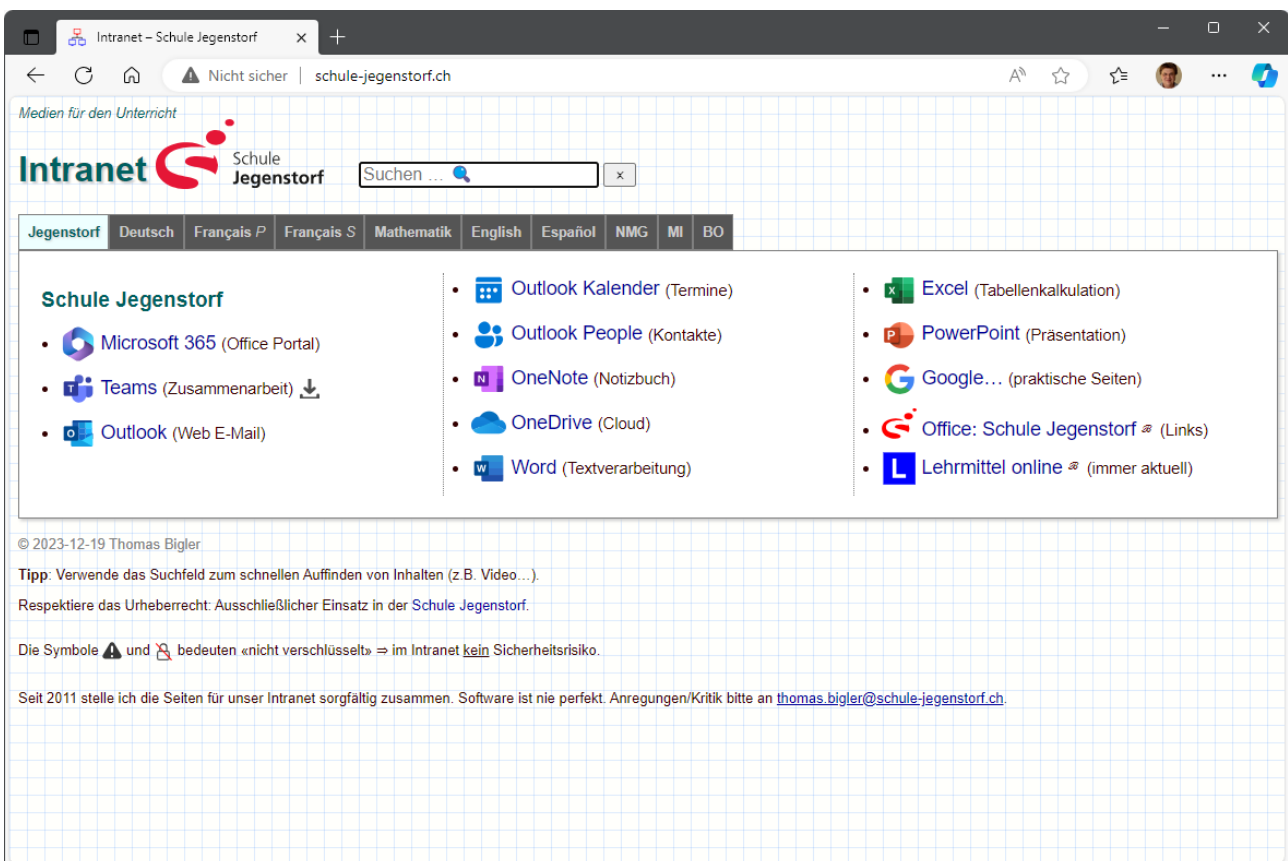 Intranet – Schule Jegenstorf
Nicht sicher schule-jegenstorf.ch
Medien für den Unterricht
Intranet
Schule
Jegenstorf
Suchen …
x
Jegenstorf Deutsch Français P Français S Mathematik English Español NMG MI BO
Schule Jegenstorf
Microsoft 365 (Office Portal)
Teams (Zusammenarbeit)
Outlook (Web E-Mail)
Outlook Kalender (Termine)
Outlook People (Kontakte)
OneNote (Notizbuch)
OneDrive (Cloud)
Word (Textverarbeitung)
Excel (Tabellenkalkulation)
PowerPoint (Präsentation)
Google… (praktische Seiten)
Office: Schule Jegenstorf (Links)
Lehrmittel online (immer aktuell)
© 2023-12-19 Thomas Bigler
Tipp: Verwende das Suchfeld zum schnellen Auffinden von Inhalten (z.B. Video…).
Respektiere das Urheberrecht: Ausschließlicher Einsatz in der Schule Jegenstorf.
Die Symbole und bedeuten «nicht verschlüsselt» ⇒ im Intranet kein Sicherheitsrisiko.
Seit 2011 stelle ich die Seiten für unser Intranet sorgfältig zusammen. Software ist nie perfekt. Anregungen/Kritik bitte an thomas.bigler@schule-jegenstorf.ch.